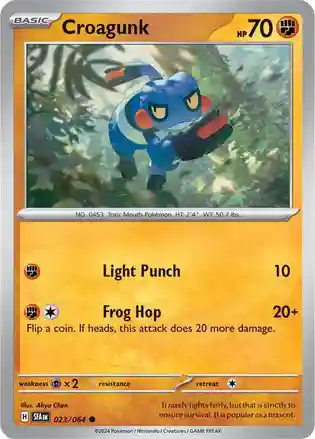 BASIC
Croagunk
HP 70
NO. 0453 Toxic Mouth Pokémon HT: 2'4" WT: 50.7 lbs.
Light Punch 10
Frog Hop 20+
Flip a coin. If heads, this attack does 20 more damage.
weakness ×2 resistance retreat
Illus. Akyo Chen
H SFA EN 023/064
It rarely fights fairly, but that is strictly to
ensure survival. It is popular as a mascot.
©2024 Pokémon / Nintendo / Creatures / GAME FREAK